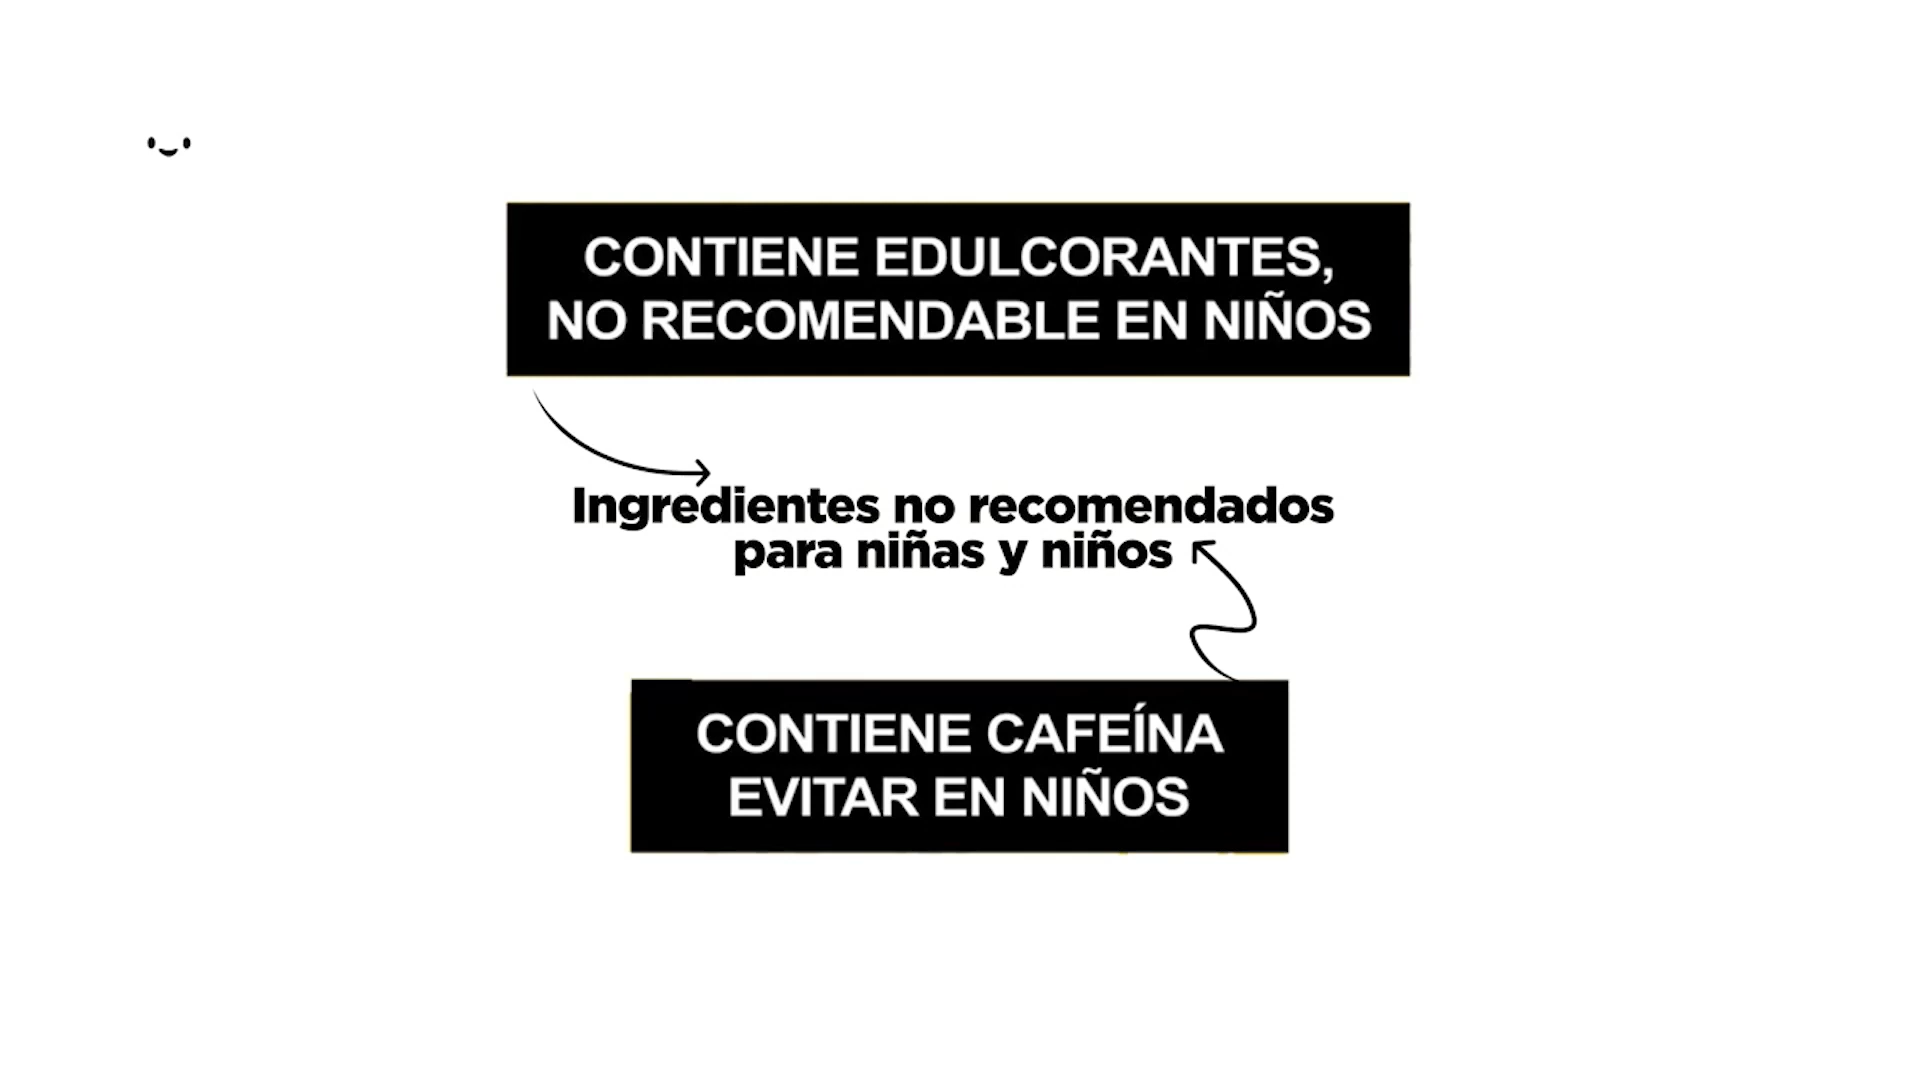 CONTIENE EDULCORANTES,
NO RECOMENDABLE EN NIÑOS
Ingredientes no recomendados
para niñas y niños
CONTIENE CAFEÍNA
EVITAR EN NIÑOS